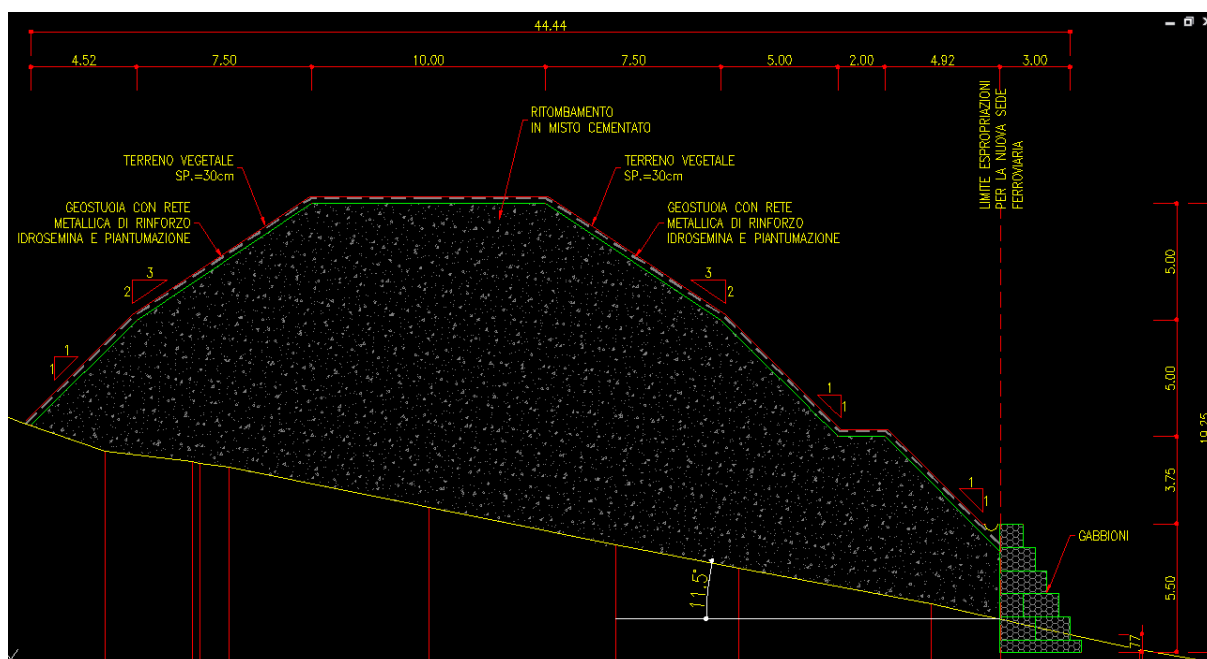 44.44
4.52
7.50
10.00
7.50
5.00
2.00
4.92
3.00
RITOMBAMENTO
IN MISTO CEMENTATO
TERRENO VEGETALE
SP.=30cm
TERRENO VEGETALE
SP.=30cm
LIMITE ESPROPRIAZIONI
PER LA NUOVA SEDE
FERROVIARIA
GEOSTUOIA CON RETE
METALLICA DI RINFORZO
IDROSEMINA E PIANTUMAZIONE
GEOSTUOIA CON RETE
METALLICA DI RINFORZO
IDROSEMINA E PIANTUMAZIONE
5.00
3
2
3
2
1
1
5.00
1
1
19.25
3.75
1
1
GABBIONI
11.5°
5.50